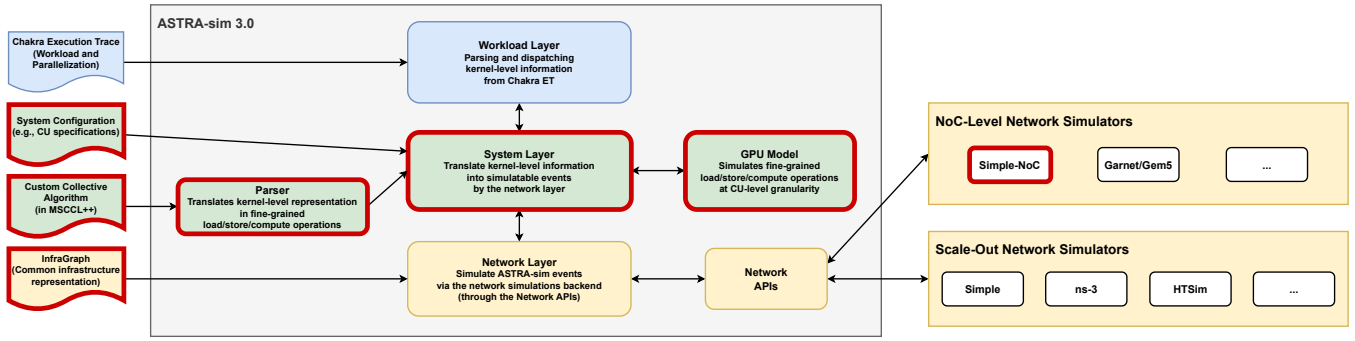 ASTRA-sim 3.0
Chakra Execution Trace
(Workload and
Parallelization)
Workload Layer
Parsing and dispatching
kernel-level information
from Chakra ET
System Configuration
(e.g., CU specifications)
System Layer
Translate kernel-level information
into simulatable events
by the network layer
GPU Model
Simulates fine-grained
load/store/compute operations
at CU-level granularity
Custom Collective
Algorithm
(in MSCCL++)
Parser
Translates kernel-level representation
in fine-grained
load/store/compute operations
InfraGraph
(Common infrastructure
representation)
Network Layer
Simulate ASTRA-sim events
via the network simulations backend
(through the Network APIs)
Network
APIs
NoC-Level Network Simulators
Simple-NoC
Garnet/Gem5
...
Scale-Out Network Simulators
Simple
ns-3
HTSim
...